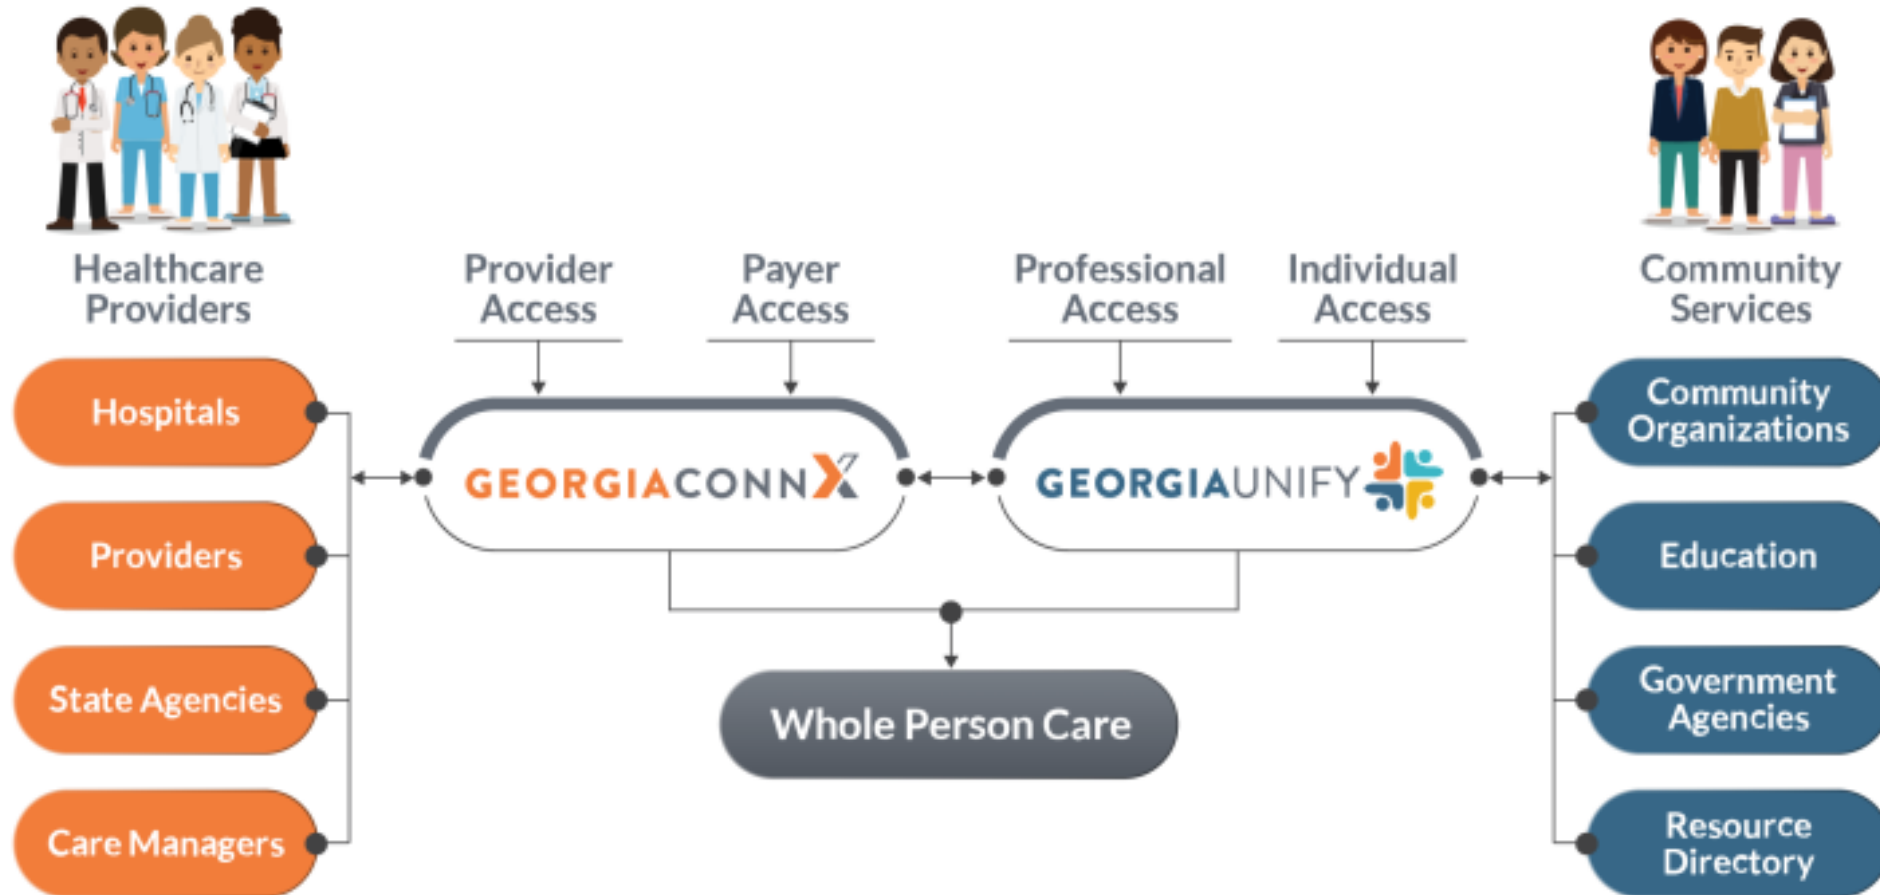 Healthcare
Providers
Provider
Access
Payer
Access
Professional
Access
Individual
Access
Community
Services
Hospitals
Providers
State Agencies
Care Managers
GEORGIACONNX
GEORGIAUNIFY
Whole Person Care
Community
Organizations
Education
Government
Agencies
Resource
Directory